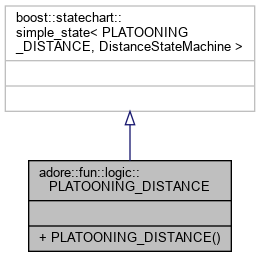 boost::statechart::
simple_state< PLATOONING
_DISTANCE, DistanceStateMachine >
adore::fun::logic::
PLATOONING_DISTANCE
+ PLATOONING_DISTANCE()